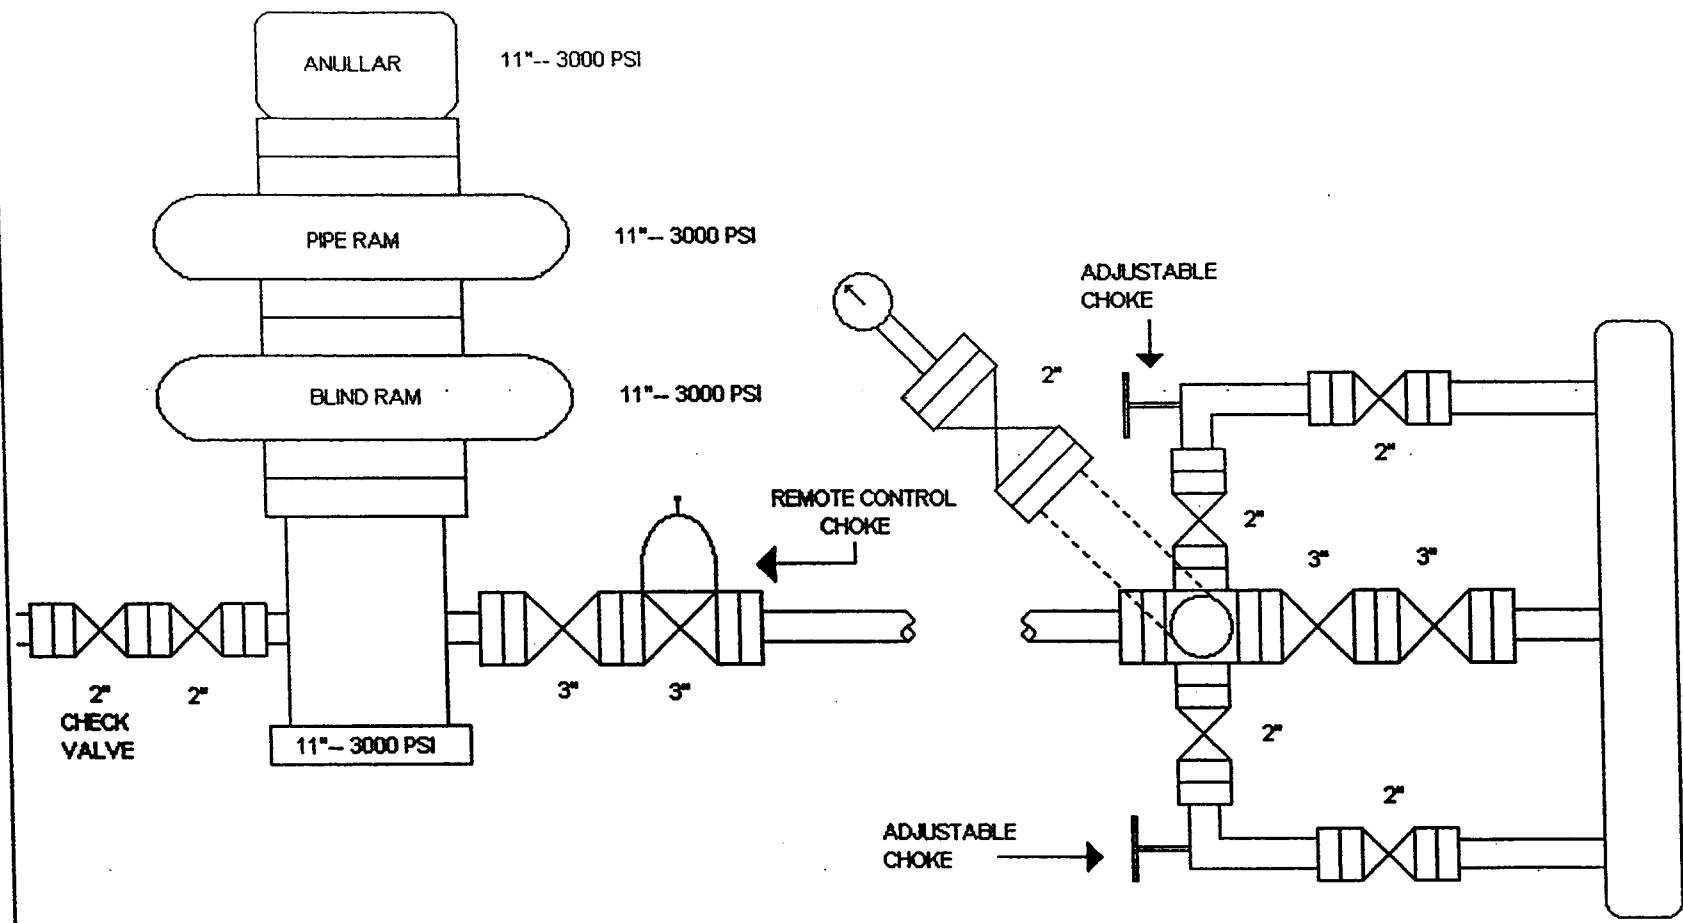 ANULLAR
11"-- 3000 PSI
PIPE RAM
11"-- 3000 PSI
ADJUSTABLE
CHOKE
2"
BLIND RAM
11"-- 3000 PSI
2"
REMOTE CONTROL
CHOKE
2"
3"
3"
2"
CHECK
VALVE
2"
3"
3"
11"-- 3000 PSI
2"
2"
ADJUSTABLE
CHOKE